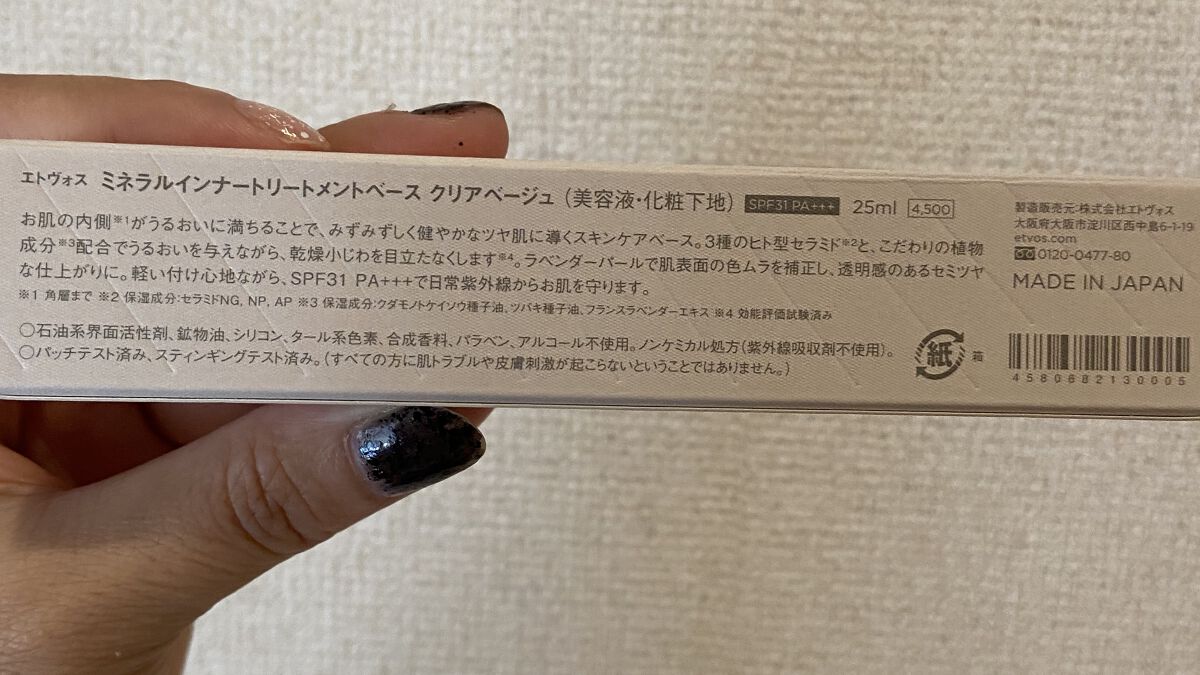 エトヴォス ミネラルインナートリートメントベース クリアベージュ (美容液・化粧下地) SPF31 PA+++ 25ml 4,500
お肌の内側※1がうるおいに満ちることで、みずみずしく健やかなツヤ肌に導くスキンケアベース。3種のヒト型セラミド※2と、こだわりの植物
成分※3配合でうるおいを与えながら、乾燥小じわを目立たなくします※4。ラベンダーパールで肌表面の色ムラを補正し、透明感のあるセミツヤ
な仕上がりに。軽い付け心地ながら、SPF31 PA+++で日常紫外線からお肌を守ります。
※1 角層まで ※2 保湿成分:セラミドNG, NP, AP ※3 保湿成分:クダモノトケイソウ種子油、ツバキ種子油、フランスラベンダーエキス ※4 効能評価試験済み
○石油系界面活性剤、鉱物油、シリコン、タール系色素、合成香料、パラベン、アルコール不使用。ノンケミカル処方(紫外線吸収剤不使用)。
○パッチテスト済み、スティンギングテスト済み。(すべての方に肌トラブルや皮膚刺激が起こらないということではありません。)
紙 箱
製造販売元・株式会社エトヴォス
大阪府大阪市淀川区西中島6-1-19
etvos.com
0120-0477-80
MADE IN JAPAN
4580682130005